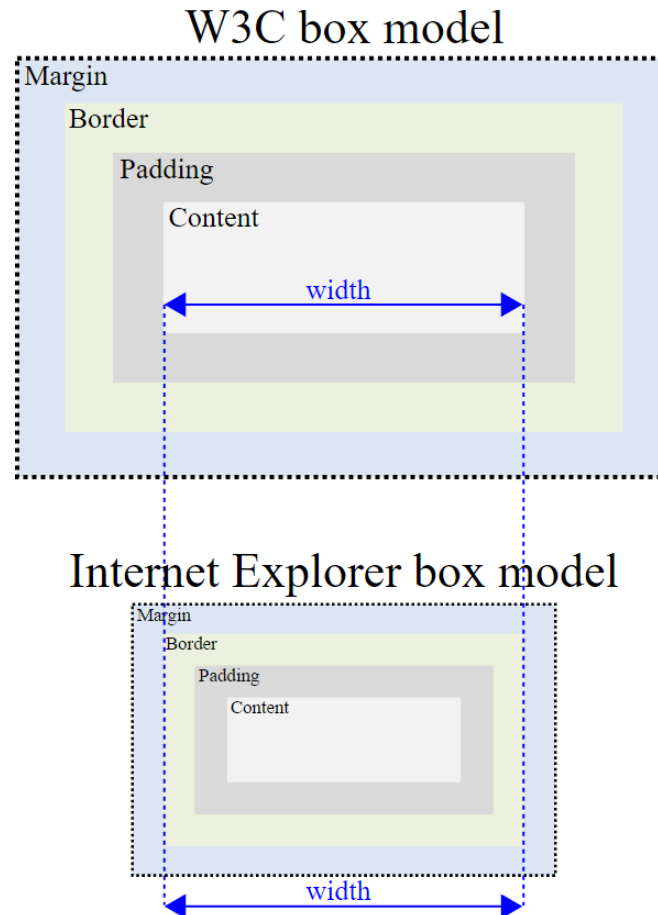 W3C box model
Margin
Border
Padding
Content
width
Internet Explorer box model
Margin
Border
Padding
Content
width